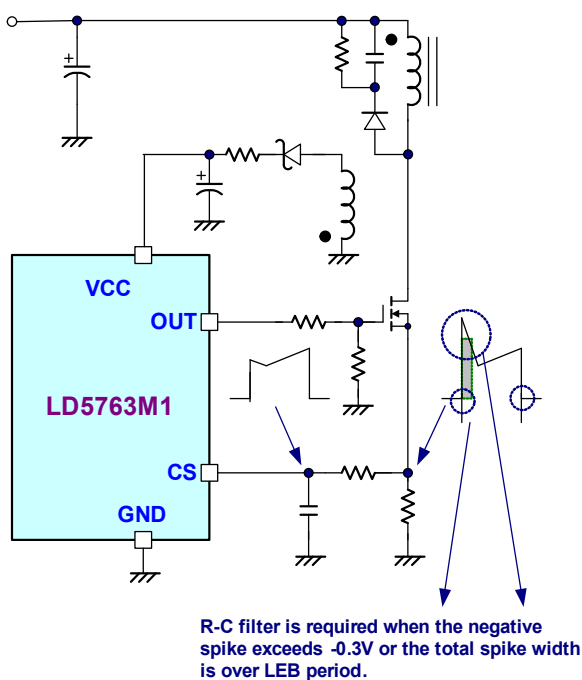 +
+
VCC
OUT
LD5763M1
CS
GND
R-C filter is required when the negative
spike exceeds -0.3V or the total spike width
is over LEB period.